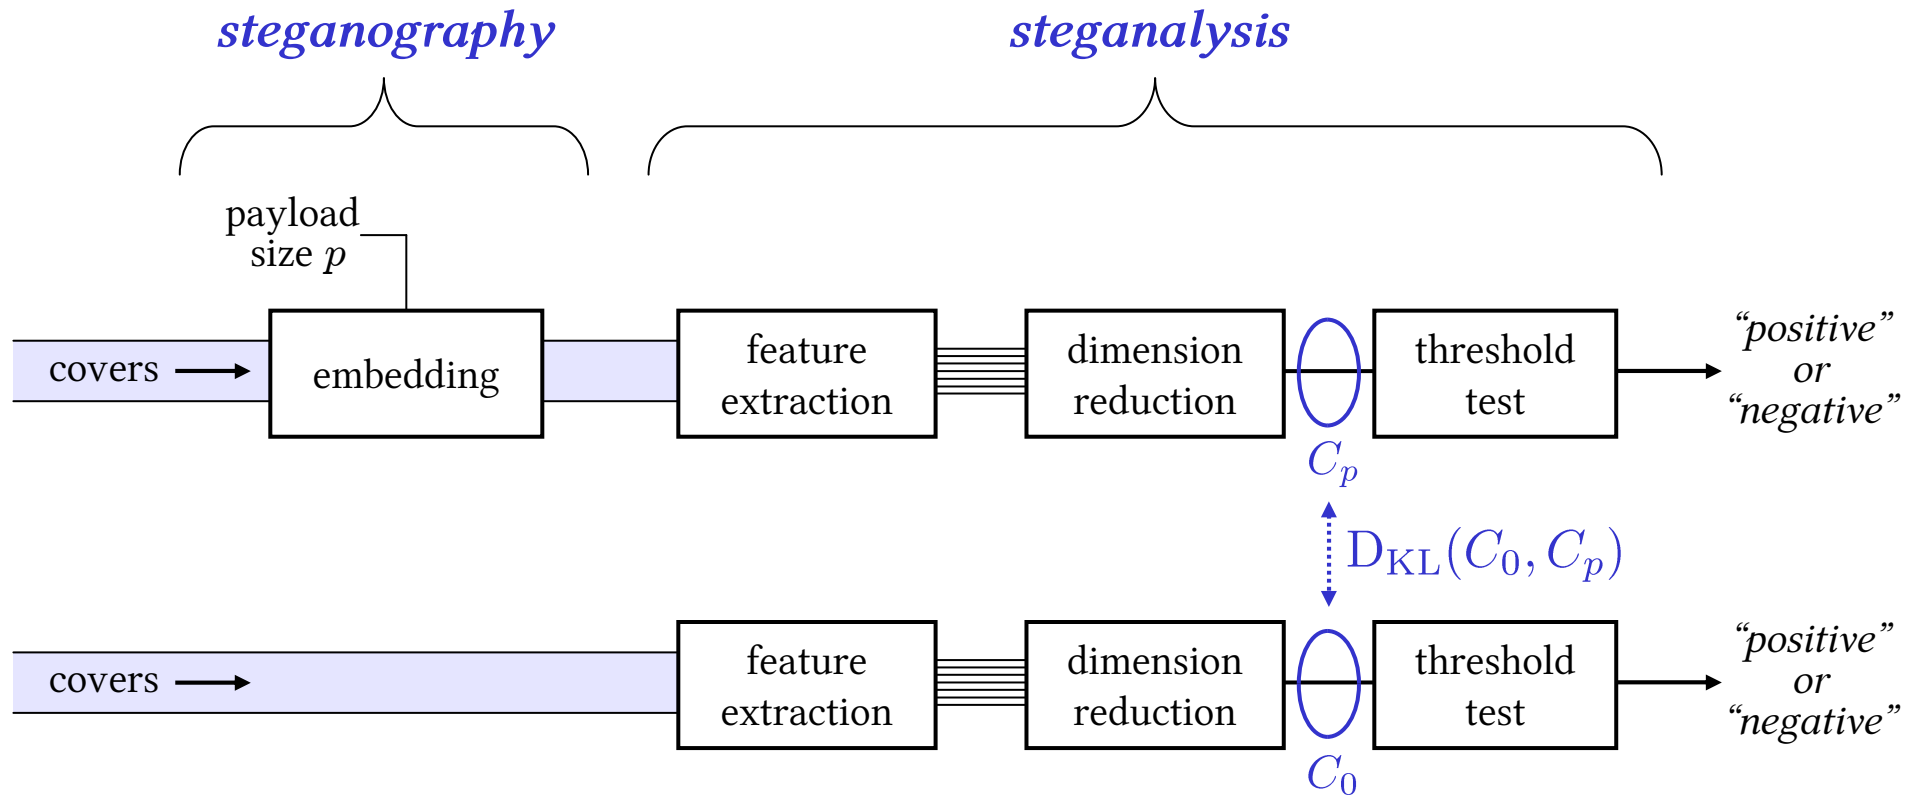 steganography
steganalysis
payload
size p
covers
embedding
feature
extraction
dimension
reduction
C_p
threshold
test
“positive”
or
“negative”
D_KL(C_0, C_p)
covers
feature
extraction
dimension
reduction
C_0
threshold
test
“positive”
or
“negative”